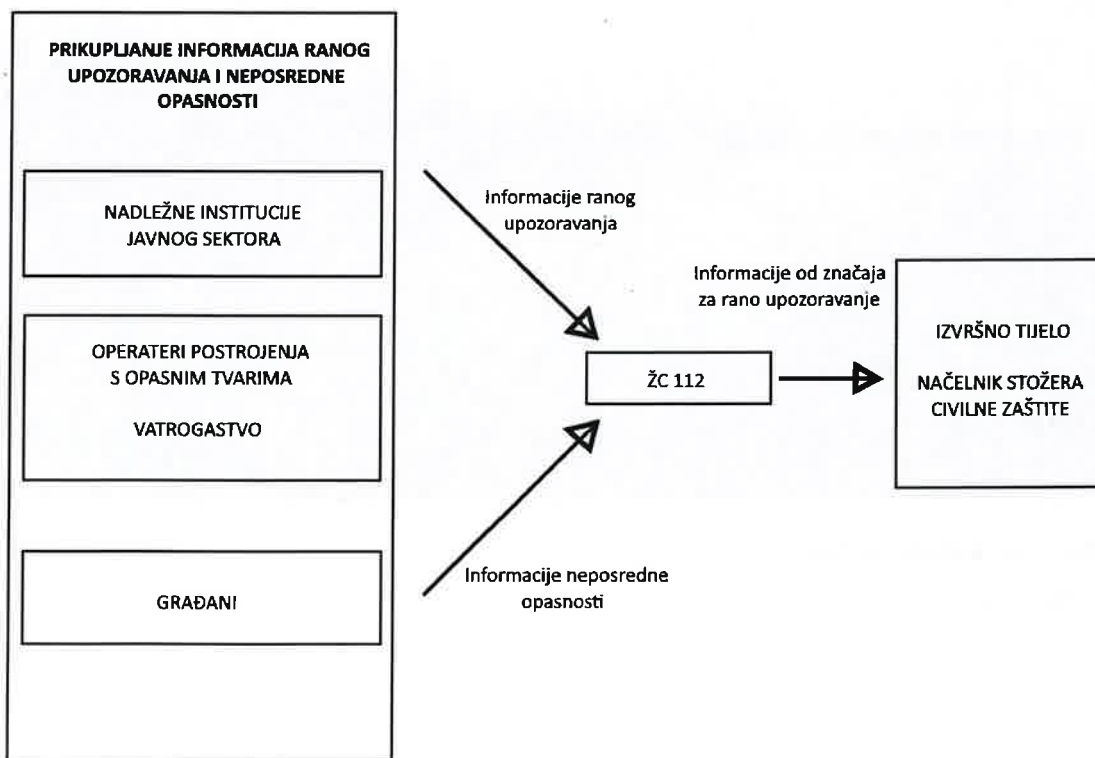 PRIKUPLJANJE INFORMACIJA RANOG
UPOZORAVANJA I NEPOSREDNE
OPASNOSTI
NADLEŽNE INSTITUCIJE
JAVNOG SEKTORA
OPERATERI POSTROJENJA
S OPASNIM TVARIMA
VATROGASTVO
GRAĐANI
Informacije ranog
upozoravanja
Informacije neposredne
opasnosti
ŽC 112
Informacije od značaja
za rano upozoravanje
IZVRŠNO TIJELO
NAČELNIK STOŽERA
CIVILNE ZAŠTITE